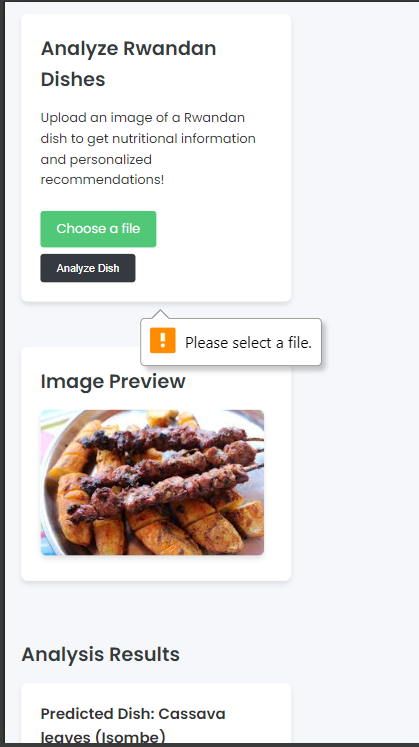 Analyze Rwandan
Dishes
Upload an image of a Rwandan
dish to get nutritional information
and personalized
recommendations!
Choose a file
Analyze Dish
Please select a file.
Image Preview
Analysis Results
Predicted Dish: Cassava
leaves (Isombe)